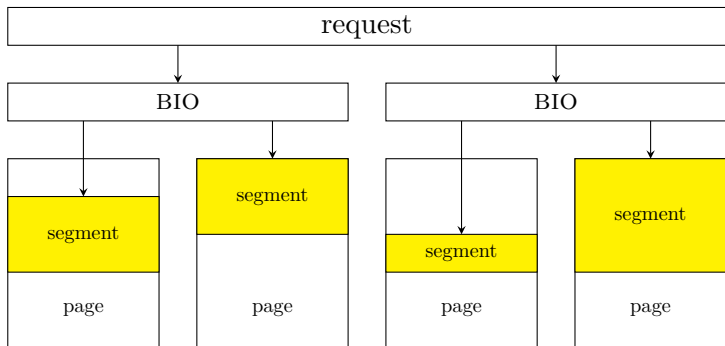 request
BIO
BIO
segment
segment
segment
segment
page
page
page
page